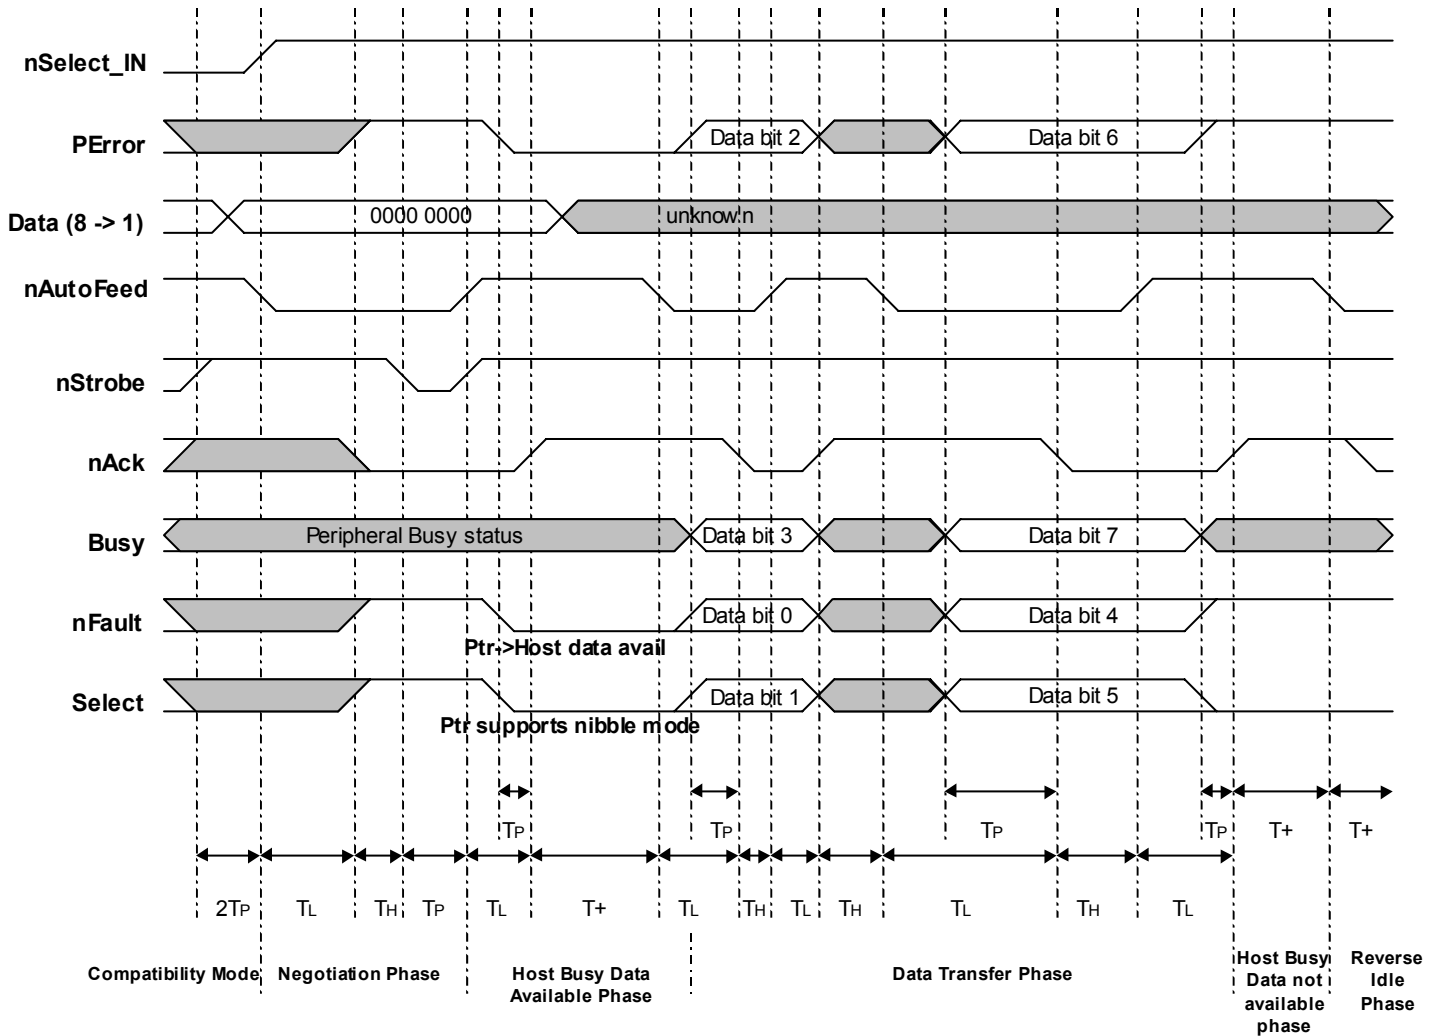 nSelect_IN
PError
Data bit 2
Data bit 6
Data (8 -> 1)
0000 0000
unknown
nAutoFeed
nStrobe
nAck
Busy
Peripheral Busy status
Data bit 3
Data bit 7
nFault
Data bit 0
Data bit 4
Ptr->Host data avail
Select
Data bit 1
Data bit 5
Ptr supports nibble mode
TP TP TP TP T+ T+
2TP TL TH TP TL T+ TL TH TL TH TL TH TL
Compatibility Mode
Negotiation Phase
Host Busy Data
Available Phase
Data Transfer Phase
Host Busy
Data not
available
phase
Reverse
Idle
Phase